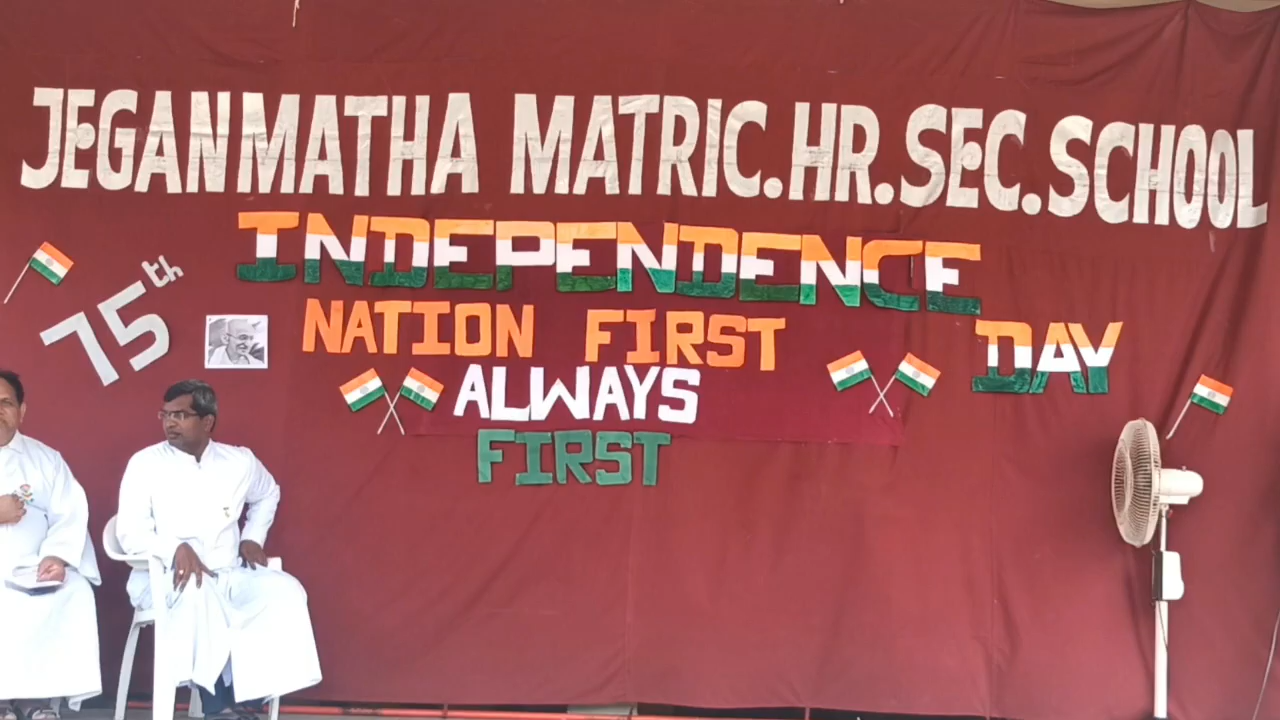 JEGANMATHA MATRIC.HR.SEC.SCHOOL
75th INDEPENDENCE DAY
NATION FIRST
ALWAYS
FIRST